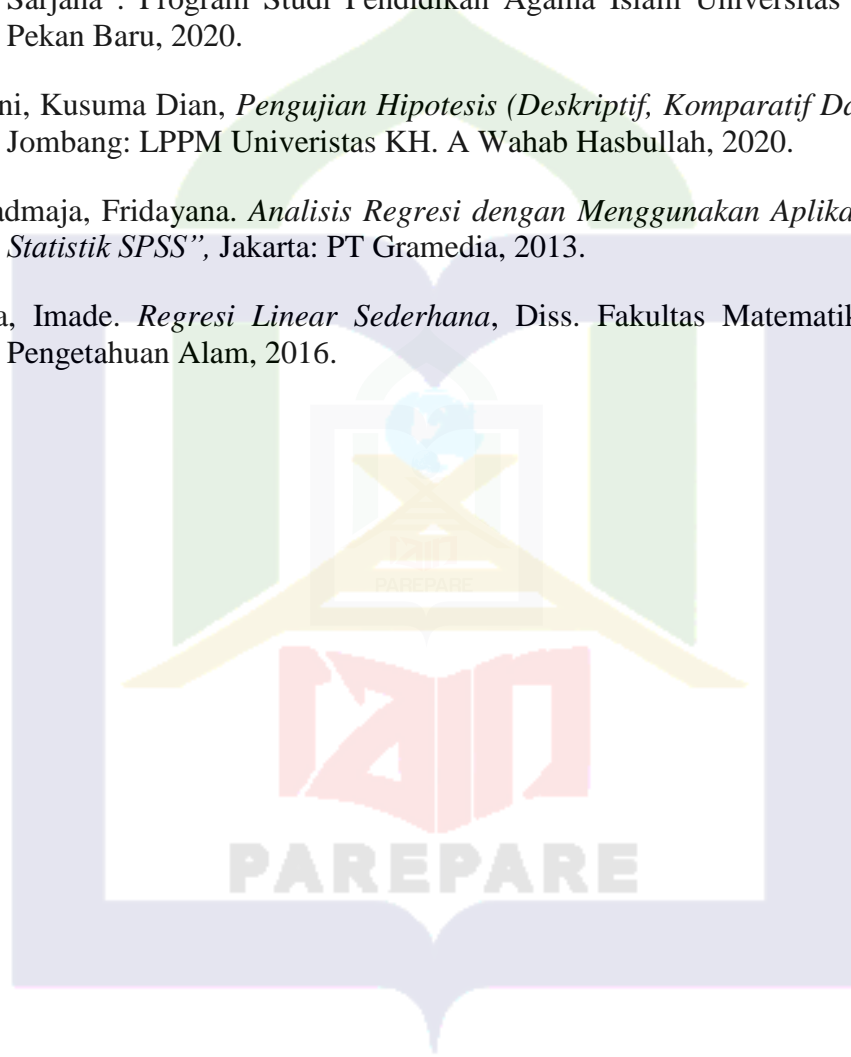 Sarjana : Program Studi Pendidikan Agama Islam Universitas
Pekan Baru, 2020.
ni, Kusuma Dian, Pengujian Hipotesis (Deskriptif, Komparatif Da
Jombang: LPPM Univeristas KH. A Wahab Hasbullah, 2020.
admaja, Fridayana. Analisis Regresi dengan Menggunakan Aplika
Statistik SPSS”, Jakarta: PT Gramedia, 2013.
a, Imade. Regresi Linear Sederhana, Diss. Fakultas Matematik
Pengetahuan Alam, 2016.
PAREPARE
PAREPARE